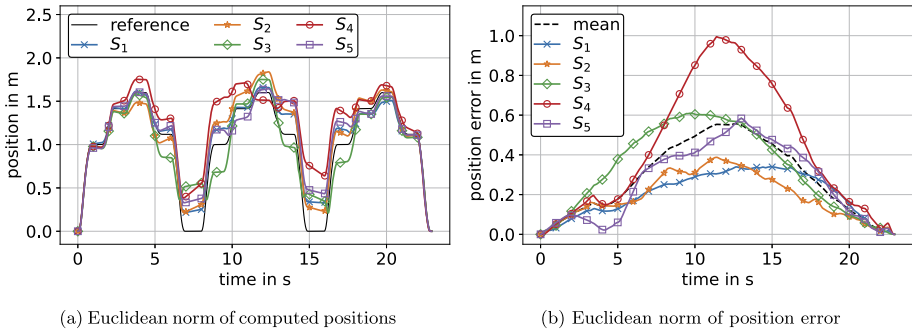 2.5
2.0
1.5
1.0
0.5
0.0
position in m
reference
S₁
S₂
S₃
S₄
S₅
0 5 10 15 20
time in s
(a) Euclidean norm of computed positions
1.0
0.8
0.6
0.4
0.2
0.0
position error in m
mean
S₁
S₂
S₃
S₄
S₅
0 5 10 15 20
time in s
(b) Euclidean norm of position error